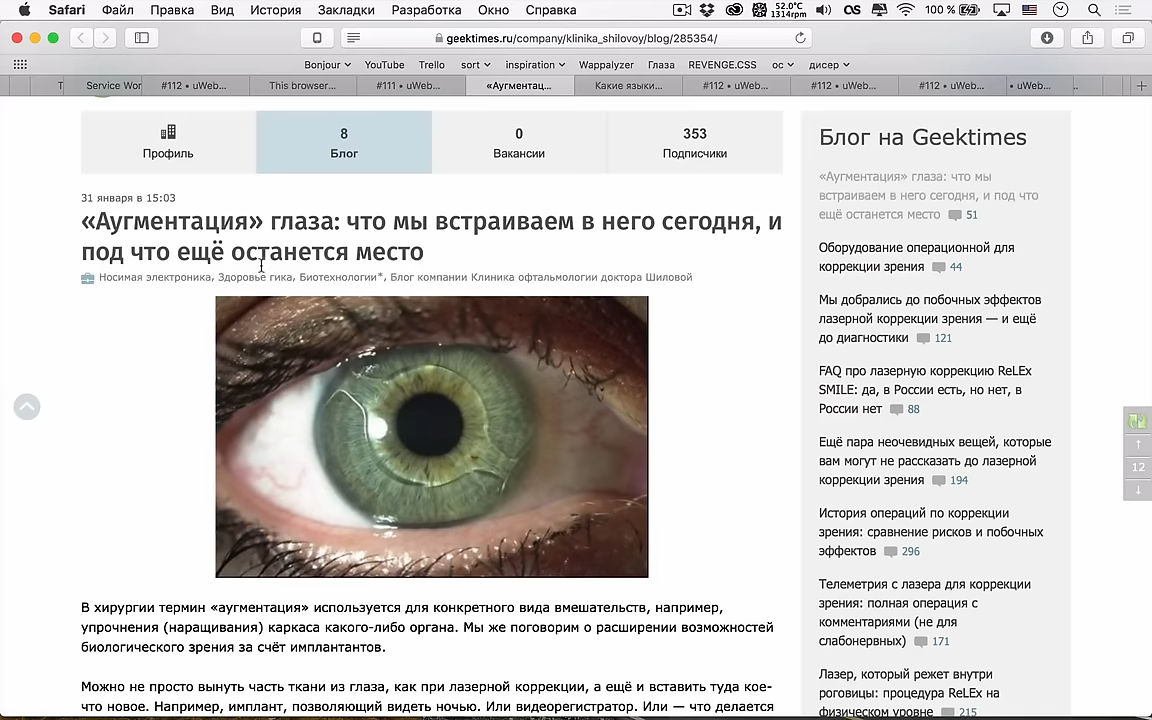 Safari Файл Правка Вид История Закладки Разработка Окно Справка 52.0°C 1314rpm 100 %
geektimes.ru/company/klinika_shilovoy/blog/285354/
Bonjour YouTube Trello sort inspiration Wappalyzer Глаза REVENGE.CSS ос дисер
T Service Wor #112 • uWeb... This browser... #111 • uWeb... «Аугментац... Какие языки... #112 • uWeb... #112 • uWeb... #112 • uWeb... • uWeb...
Профиль
8
Блог
0
Вакансии
353
Подписчики
31 января в 15:03
«Аугментация» глаза: что мы встраиваем в него сегодня, и
под что ещё останется место
Носимая электроника, Здоровье гика, Биотехнологии*, Блог компании Клиника офтальмологии доктора Шиловой
В хирургии термин «аугментация» используется для конкретного вида вмешательств, например,
упрочнения (наращивания) каркаса какого-либо органа. Мы же поговорим о расширении возможностей
биологического зрения за счёт имплантантов.
Можно не просто вынуть часть ткани из глаза, как при лазерной коррекции, а ещё и вставить туда кое-
что новое. Например, имплант, позволяющий видеть ночью. Или видеорегистратор. Или — что делается
Блог на Geektimes
«Аугментация» глаза: что мы
встраиваем в него сегодня, и под что
ещё останется место 51
Оборудование операционной для
коррекции зрения 44
Мы добрались до побочных эффектов
лазерной коррекции зрения — и ещё
до диагностики 121
FAQ про лазерную коррекцию ReLEx
SMILE: да, в России есть, но нет, в
России нет 88
Ещё пара неочевидных вещей, которые
вам могут не рассказать до лазерной
коррекции зрения 194
История операций по коррекции
зрения: сравнение рисков и побочных
эффектов 296
Телеметрия с лазера для коррекции
зрения: полная операция с
комментариями (не для
слабонервных) 171
Лазер, который режет внутри
роговицы: процедура ReLEx на
физическом уровне 215
12